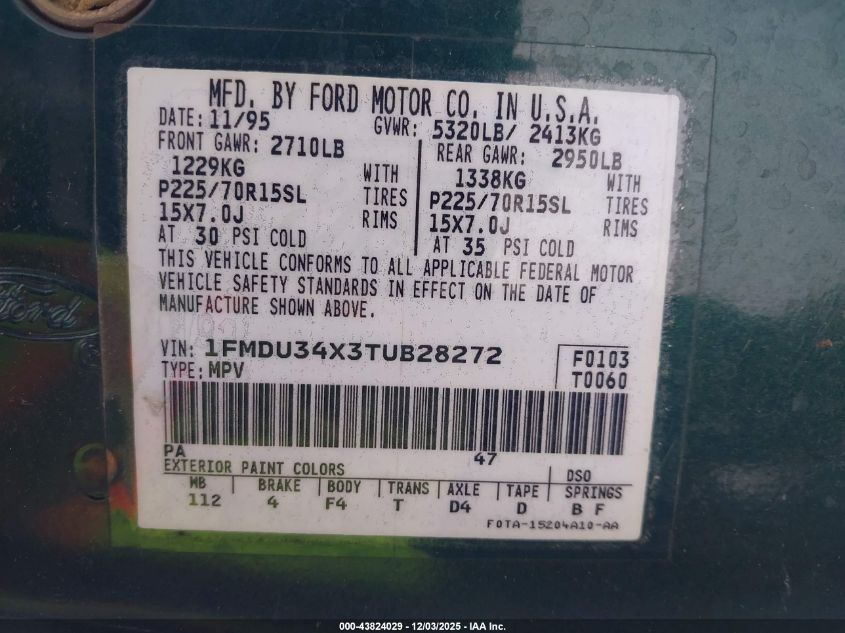 MFD. BY FORD MOTOR CO. IN U.S.A.
DATE: 11/95 GVWR: 5320LB/ 2413KG
FRONT GAWR: 2710LB REAR GAWR: 2950LB
1229KG WITH 1338KG WITH
P225/70R15SL TIRES P225/70R15SL TIRES
15X7.0J RIMS 15X7.0J RIMS
AT 30 PSI COLD AT 35 PSI COLD
THIS VEHICLE CONFORMS TO ALL APPLICABLE FEDERAL MOTOR
VEHICLE SAFETY STANDARDS IN EFFECT ON THE DATE OF
MANUFACTURE SHOWN ABOVE.
VIN: 1FMDU34X3TUB28272 F0103
TYPE: MPV T0060
PA 47
EXTERIOR PAINT COLORS DSO
WB BRAKE BODY TRANS AXLE TAPE SPRINGS
112 4 F4 T D4 D B F
F0TA-15204A10-AA
Ford
000-43824029 - 12/03/2025 - IAA Inc.